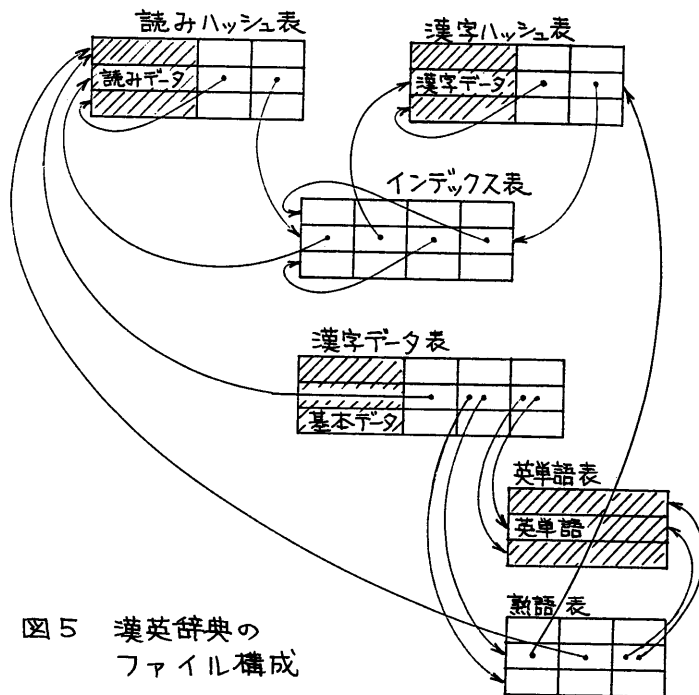 読みハッシュ表
漢字ハッシュ表
読みデータ
漢字データ
インデックス表
漢字データ表
基本データ
英単語表
英単語
熟語表
図5 漢英辞典の
ファイル構成